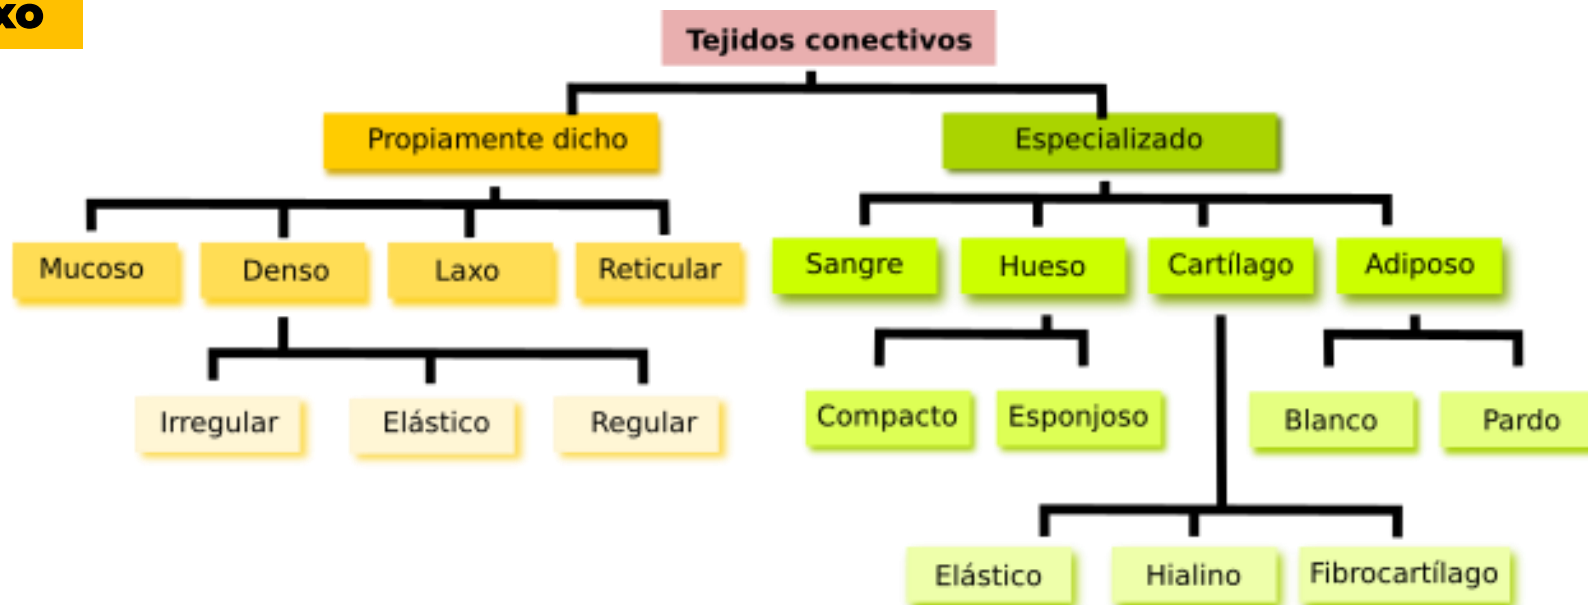 xo
Tejidos conectivos
Propiamente dicho
Especializado
Mucoso
Denso
Laxo
Reticular
Sangre
Hueso
Cartílago
Adiposo
Irregular
Elástico
Regular
Compacto
Esponjoso
Blanco
Pardo
Elástico
Hialino
Fibrocartílago